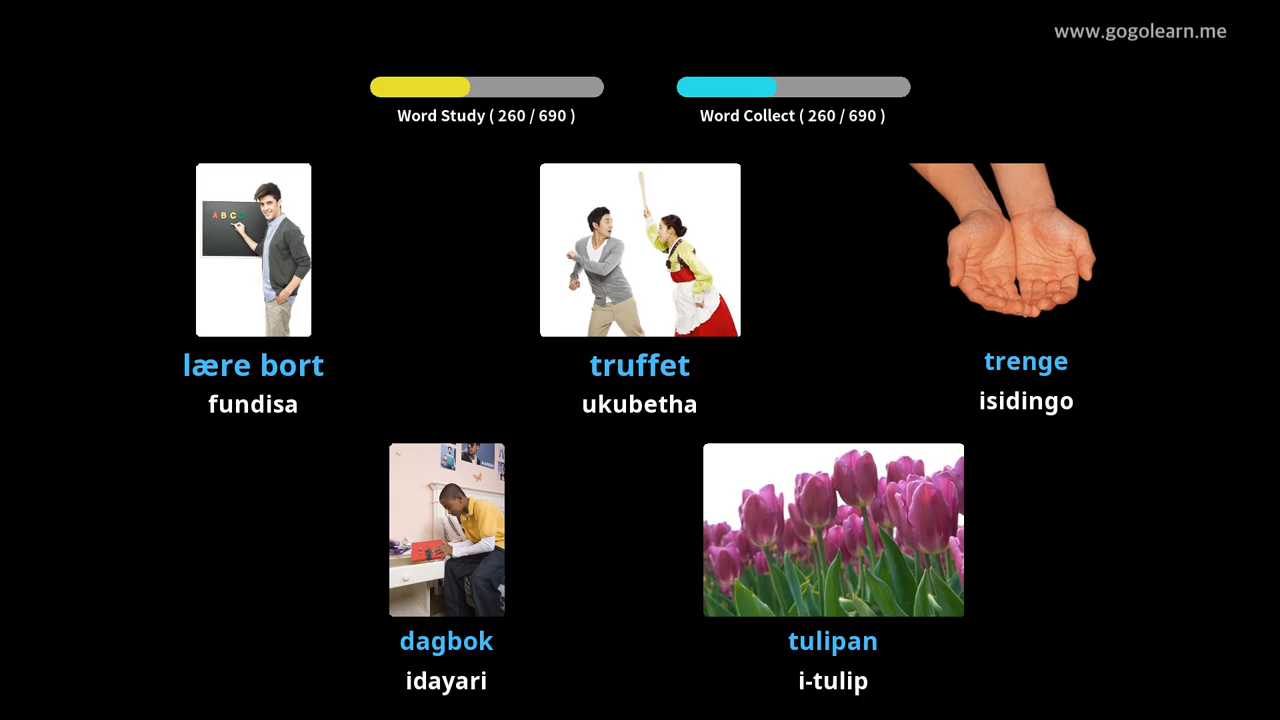 www.gogolearn.me
Word Study ( 260 / 690 )
Word Collect ( 260 / 690 )
A B C D
lære bort
fundisa
truffet
ukubetha
trenge
isidingo
dagbok
idayari
tulipan
i-tulip